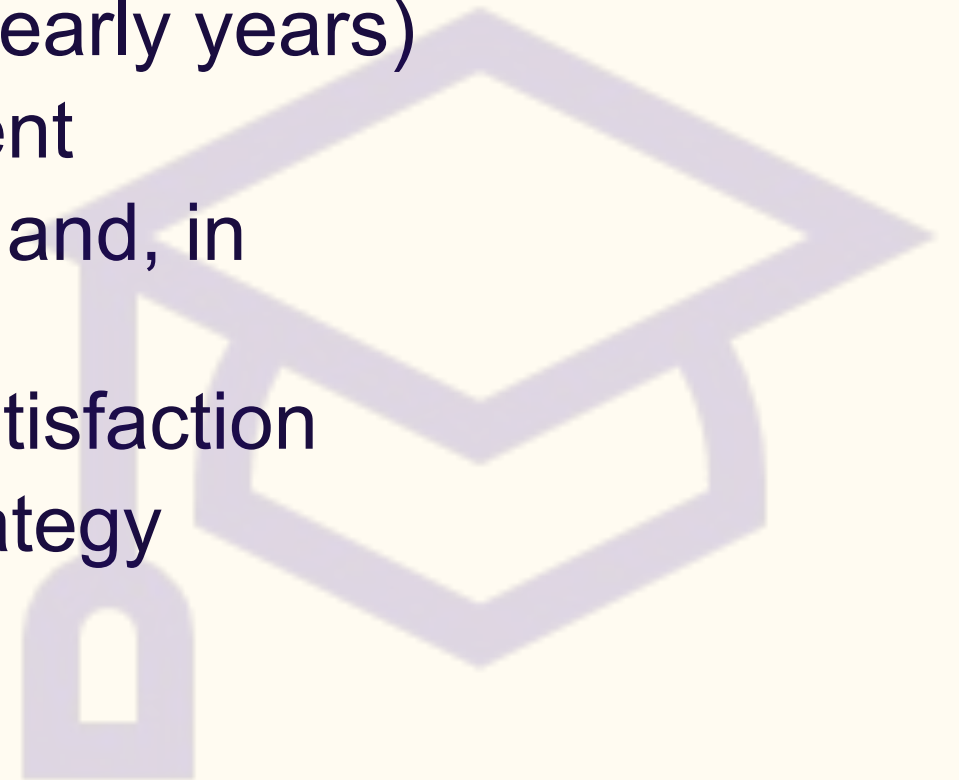 early years)
ent
and, in
tisfaction
ategy